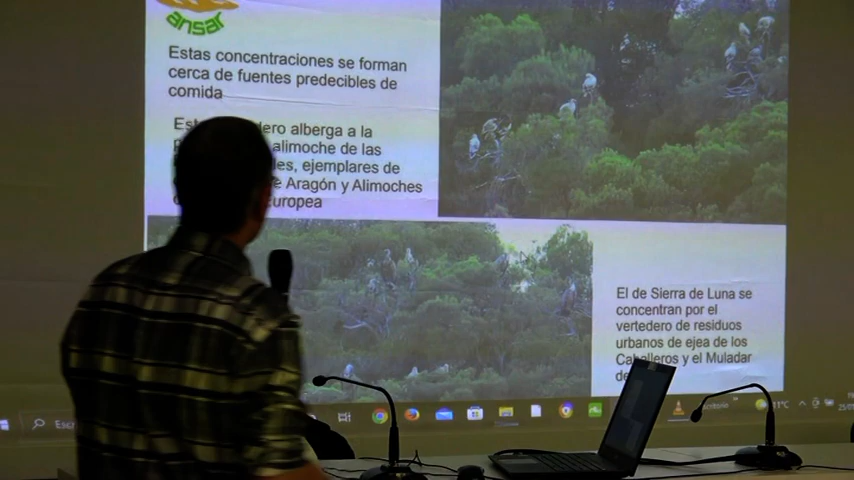 ansar
Estas concentraciones se forman
cerca de fuentes predecibles de
comida
alberga a la
alimoche de las
ejemplares de
Aragón y Alimoches
El de Sierra de Luna se
concentran por el
vertedero de residuos
urbanos de ejea de los
Caballeros y el Muladar